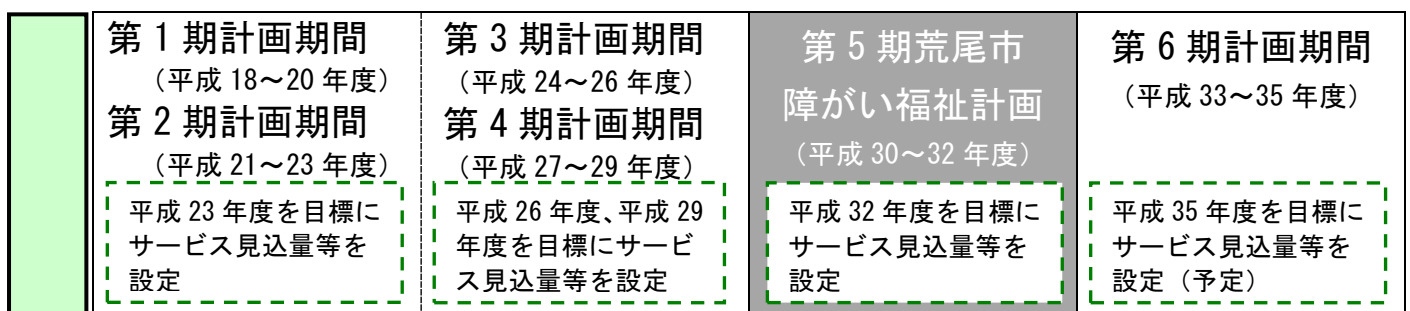 第1期計画期間
（平成 18～20 年度）
第2期計画期間
（平成 21～23 年度）
平成 23 年度を目標に
サービス見込量等を
設定
第3期計画期間
（平成 24～26 年度）
第4期計画期間
（平成 27～29 年度）
平成 26 年度、平成 29
年度を目標にサービ
ス見込量等を設定
第5期荒尾市
障がい福祉計画
（平成 30～32 年度）
平成 32 年度を目標に
サービス見込量等を
設定
第6期計画期間
（平成 33～35 年度）
平成 35 年度を目標に
サービス見込量等を
設定（予定）